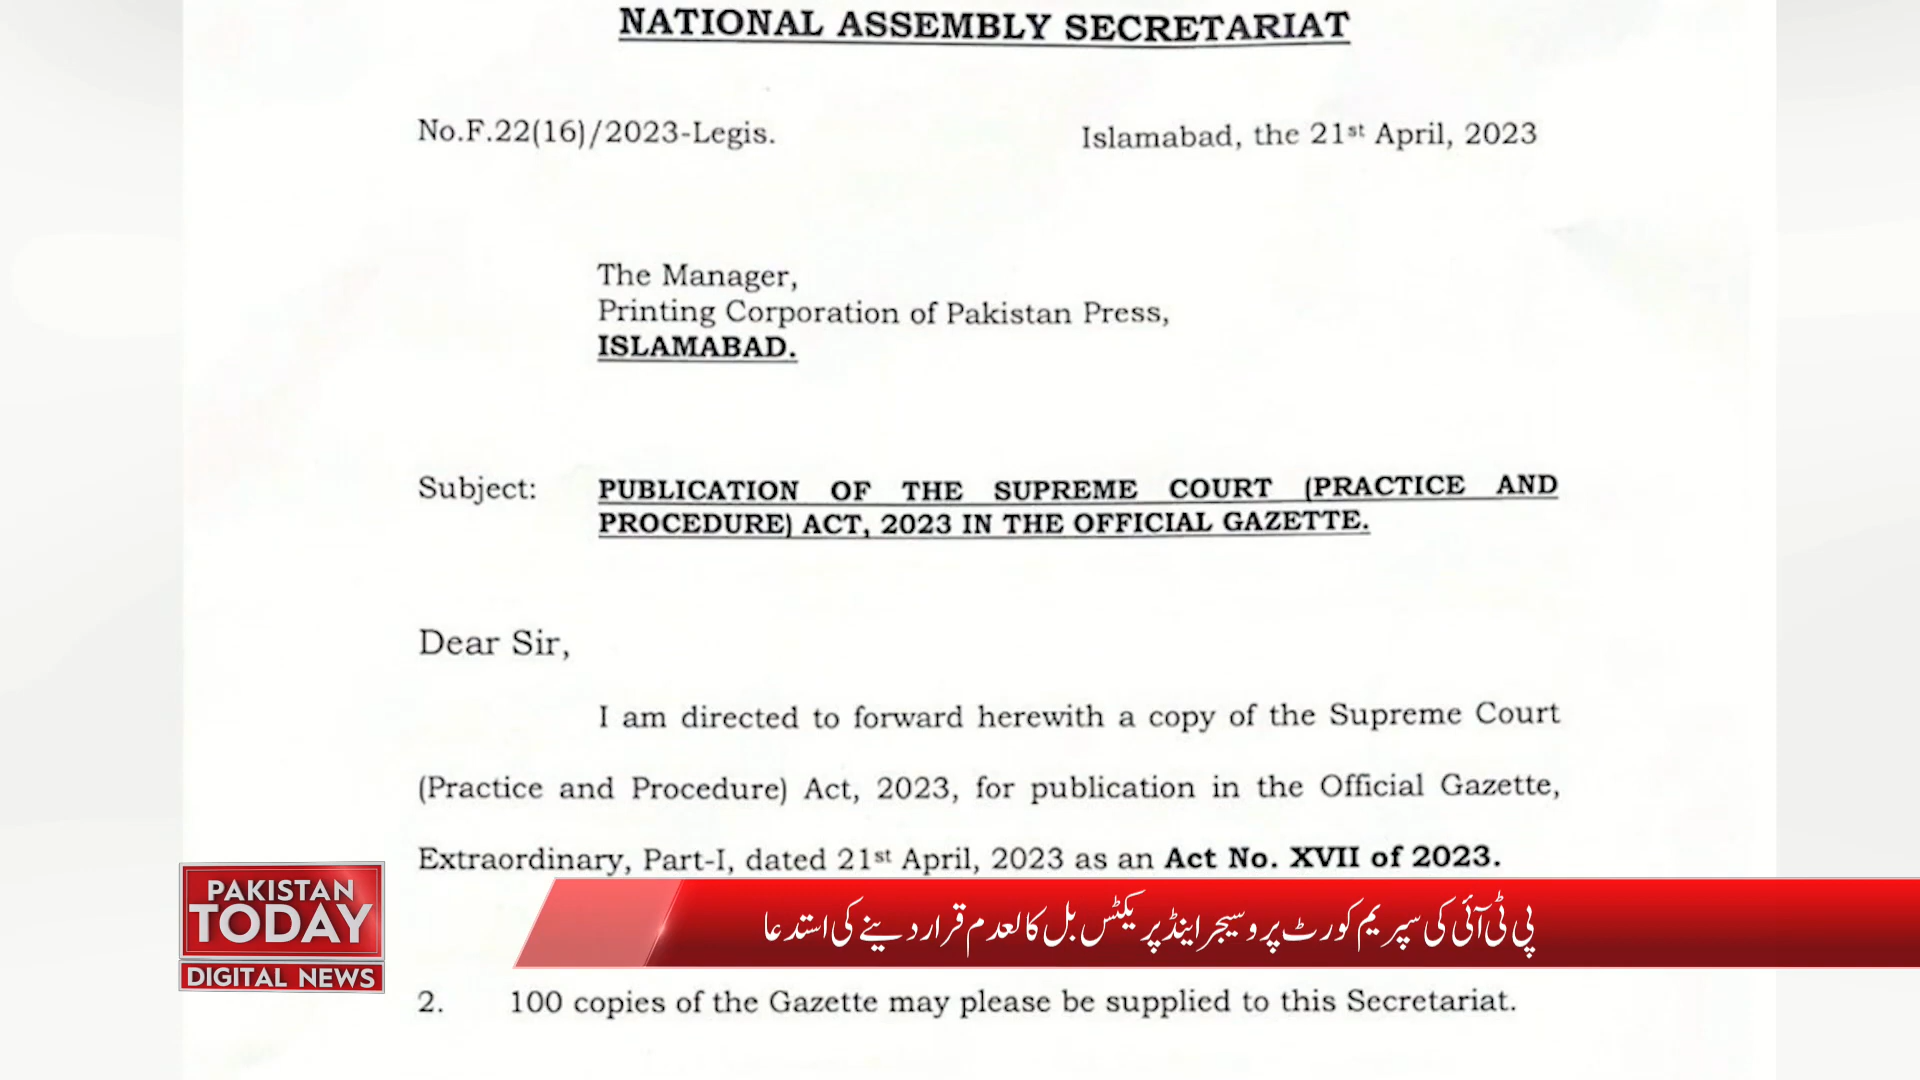 NATIONAL ASSEMBLY SECRETARIAT
No.F.22(16)/2023-Legis.
Islamabad, the 21st April, 2023
The Manager,
Printing Corporation of Pakistan Press,
ISLAMABAD.
Subject:
PUBLICATION OF THE SUPREME COURT (PRACTICE AND
PROCEDURE) ACT, 2023 IN THE OFFICIAL GAZETTE.
Dear Sir,
I am directed to forward herewith a copy of the Supreme Court
(Practice and Procedure) Act, 2023, for publication in the Official Gazette,
Extraordinary, Part-I, dated 21st April, 2023 as an Act No. XVII of 2023.
PAKISTAN
TODAY
DIGITAL NEWS
پی ٹی آئی کی سپریم کورٹ پروسیجر اینڈ پریکٹس بل کالعدم قرار دینے کی استدعا
2. 100 copies of the Gazette may please be supplied to this Secretariat.